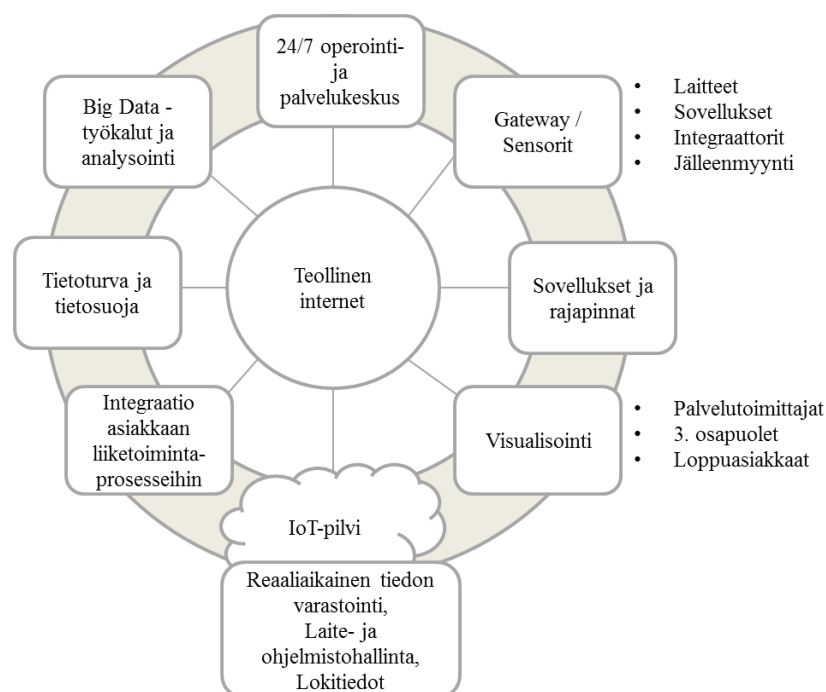 24/7 operointi-
ja
palvelukeskus
Big Data -
työkalut ja
analysointi
Gateway /
Sensorit
• Laitteet
• Sovellukset
• Integraattorit
• Jälleenmyynti
Tietoturva ja
tietosuoja
Teollinen
internet
Sovellukset ja
rajapinnat
Integraatio
asiakkaan
liiketoiminta-
prosesseihin
Visualisointi
• Palvelutoimittajat
• 3. osapuolet
• Loppuasiakkaat
IoT-pilvi
Reaaliaikainen tiedon
varastointi,
Laite- ja
ohjelmistohallinta,
Lokitiedot